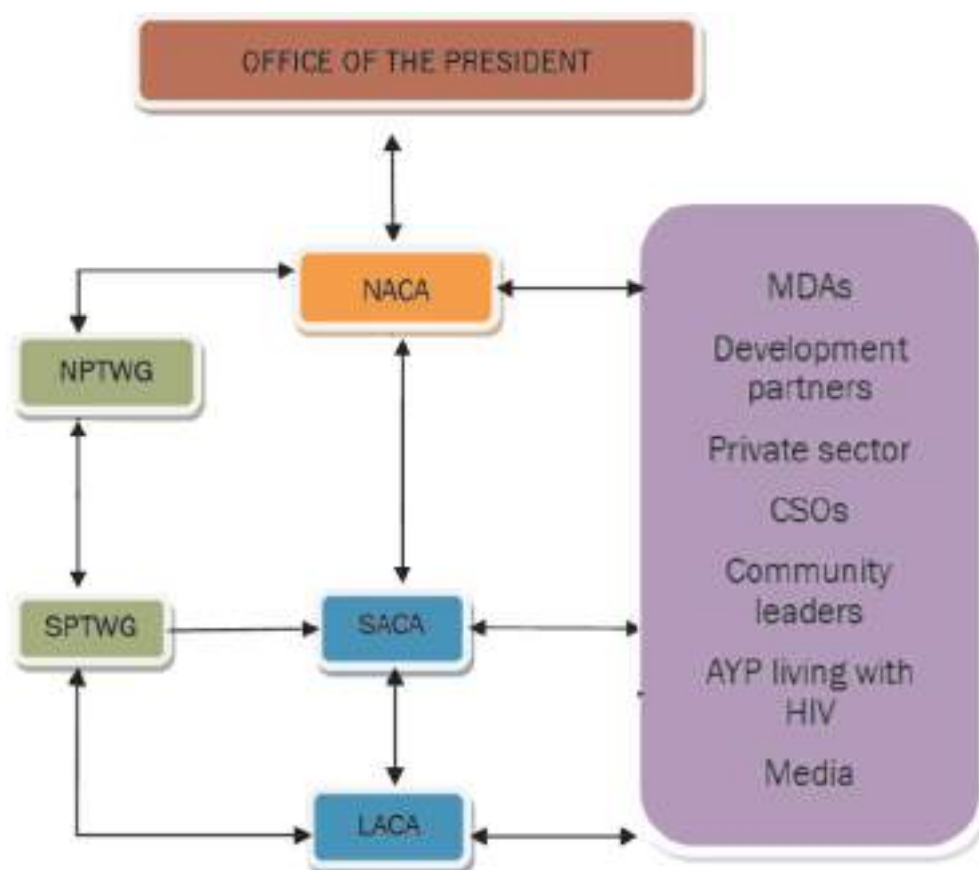 OFFICE OF THE PRESIDENT
NACA
NPTWG
SPTWG
SACA
LACA
MDAs
Development
partners
Private sector
CSOs
Community
leaders
AYP living with
HIV
Media